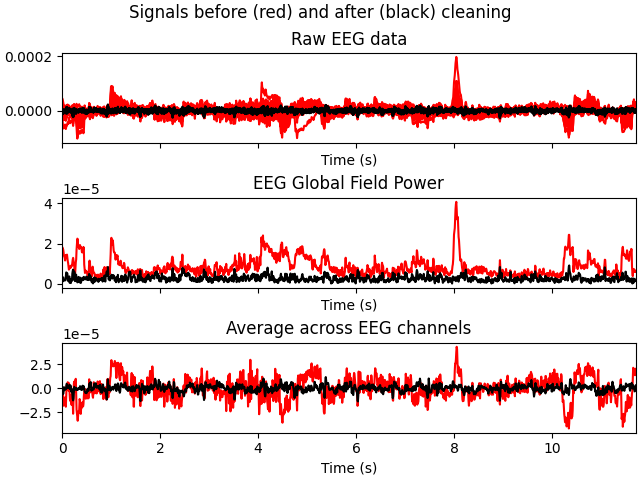 Signals before (red) and after (black) cleaning
Raw EEG data
0.0002
0.0000
Time (s)
EEG Global Field Power
1e−5
4
2
0
Time (s)
Average across EEG channels
1e−5
2.5
0.0
−2.5
0 2 4 6 8 10
Time (s)